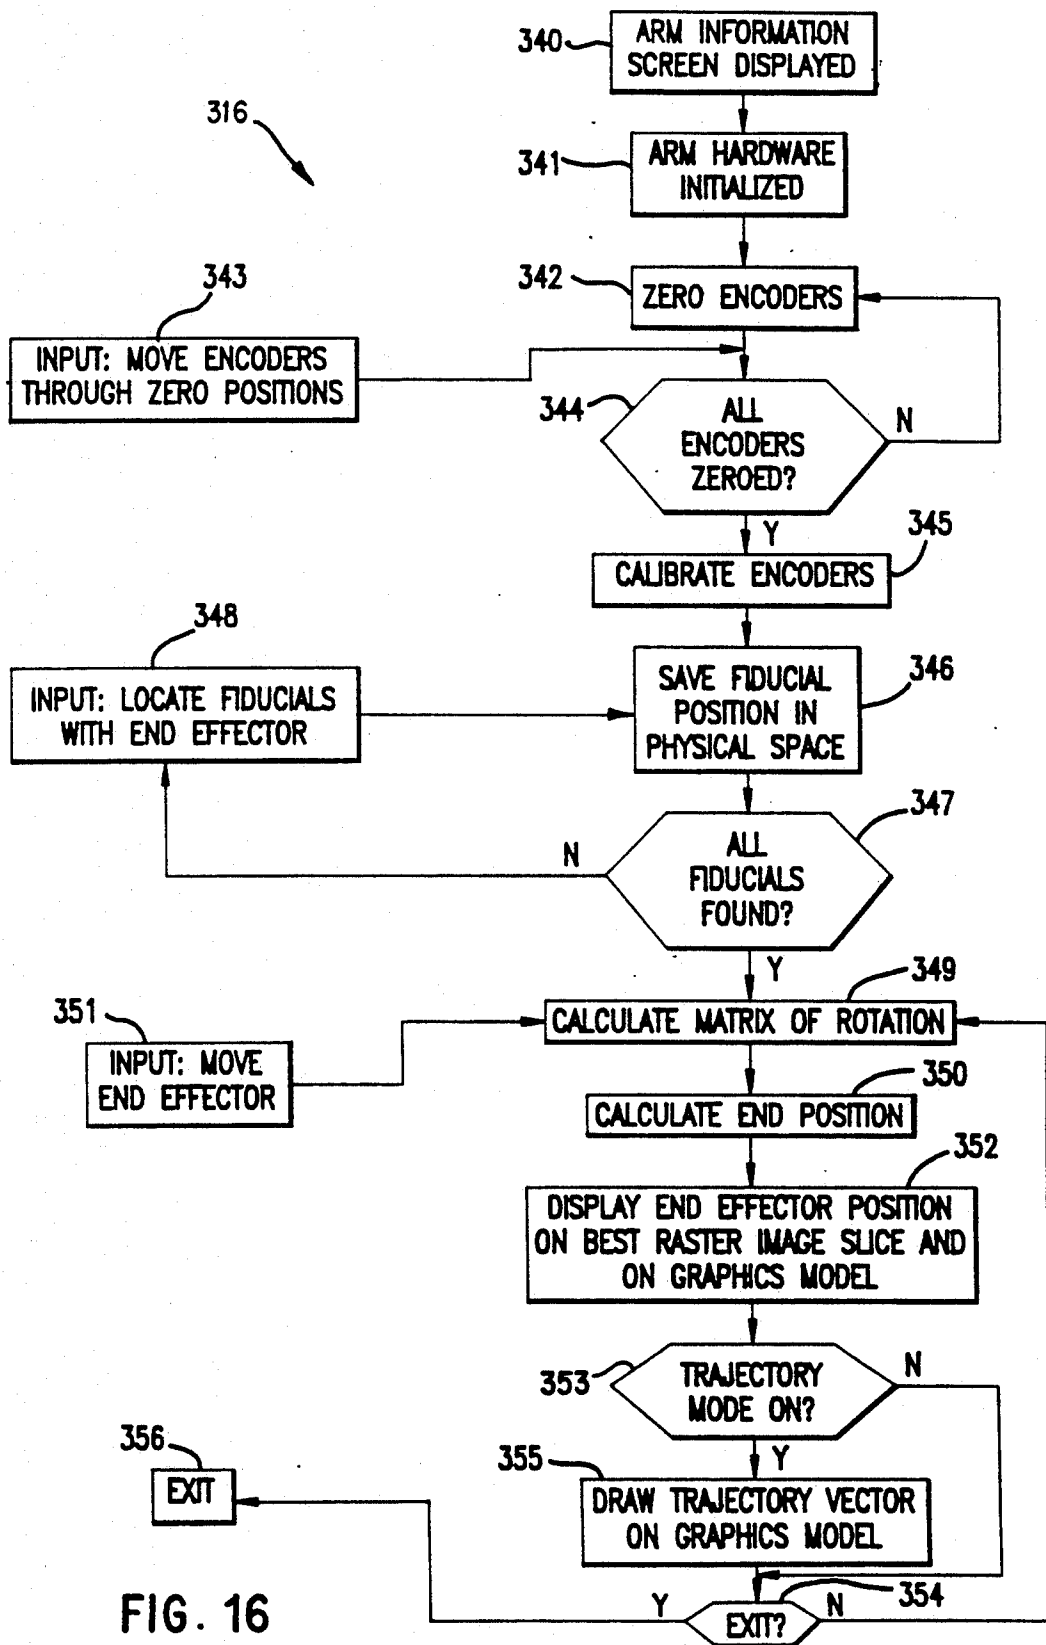 340
ARM INFORMATION
SCREEN DISPLAYED
316
341
ARM HARDWARE
INITIALIZED
343
342
ZERO ENCODERS
INPUT: MOVE ENCODERS
THROUGH ZERO POSITIONS
344
ALL
ENCODERS
ZEROED?
N
Y
345
CALIBRATE ENCODERS
348
INPUT: LOCATE FIDUCIALS
WITH END EFFECTOR
346
SAVE FIDUCIAL
POSITION IN
PHYSICAL SPACE
347
N
ALL
FIDUCIALS
FOUND?
Y
349
351
CALCULATE MATRIX OF ROTATION
INPUT: MOVE
END EFFECTOR
350
CALCULATE END POSITION
352
DISPLAY END EFFECTOR POSITION
ON BEST RASTER IMAGE SLICE AND
ON GRAPHICS MODEL
353
TRAJECTORY
MODE ON?
N
Y
356
EXIT
355
DRAW TRAJECTORY VECTOR
ON GRAPHICS MODEL
354
Y
EXIT?
N
FIG. 16